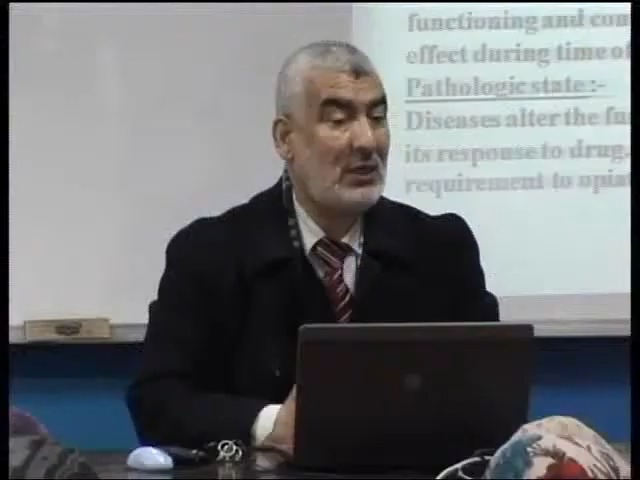 functioning and con
effect during time of
Pathologic state :-
Diseases alter the fu
its response to drug.
requirement to opiat